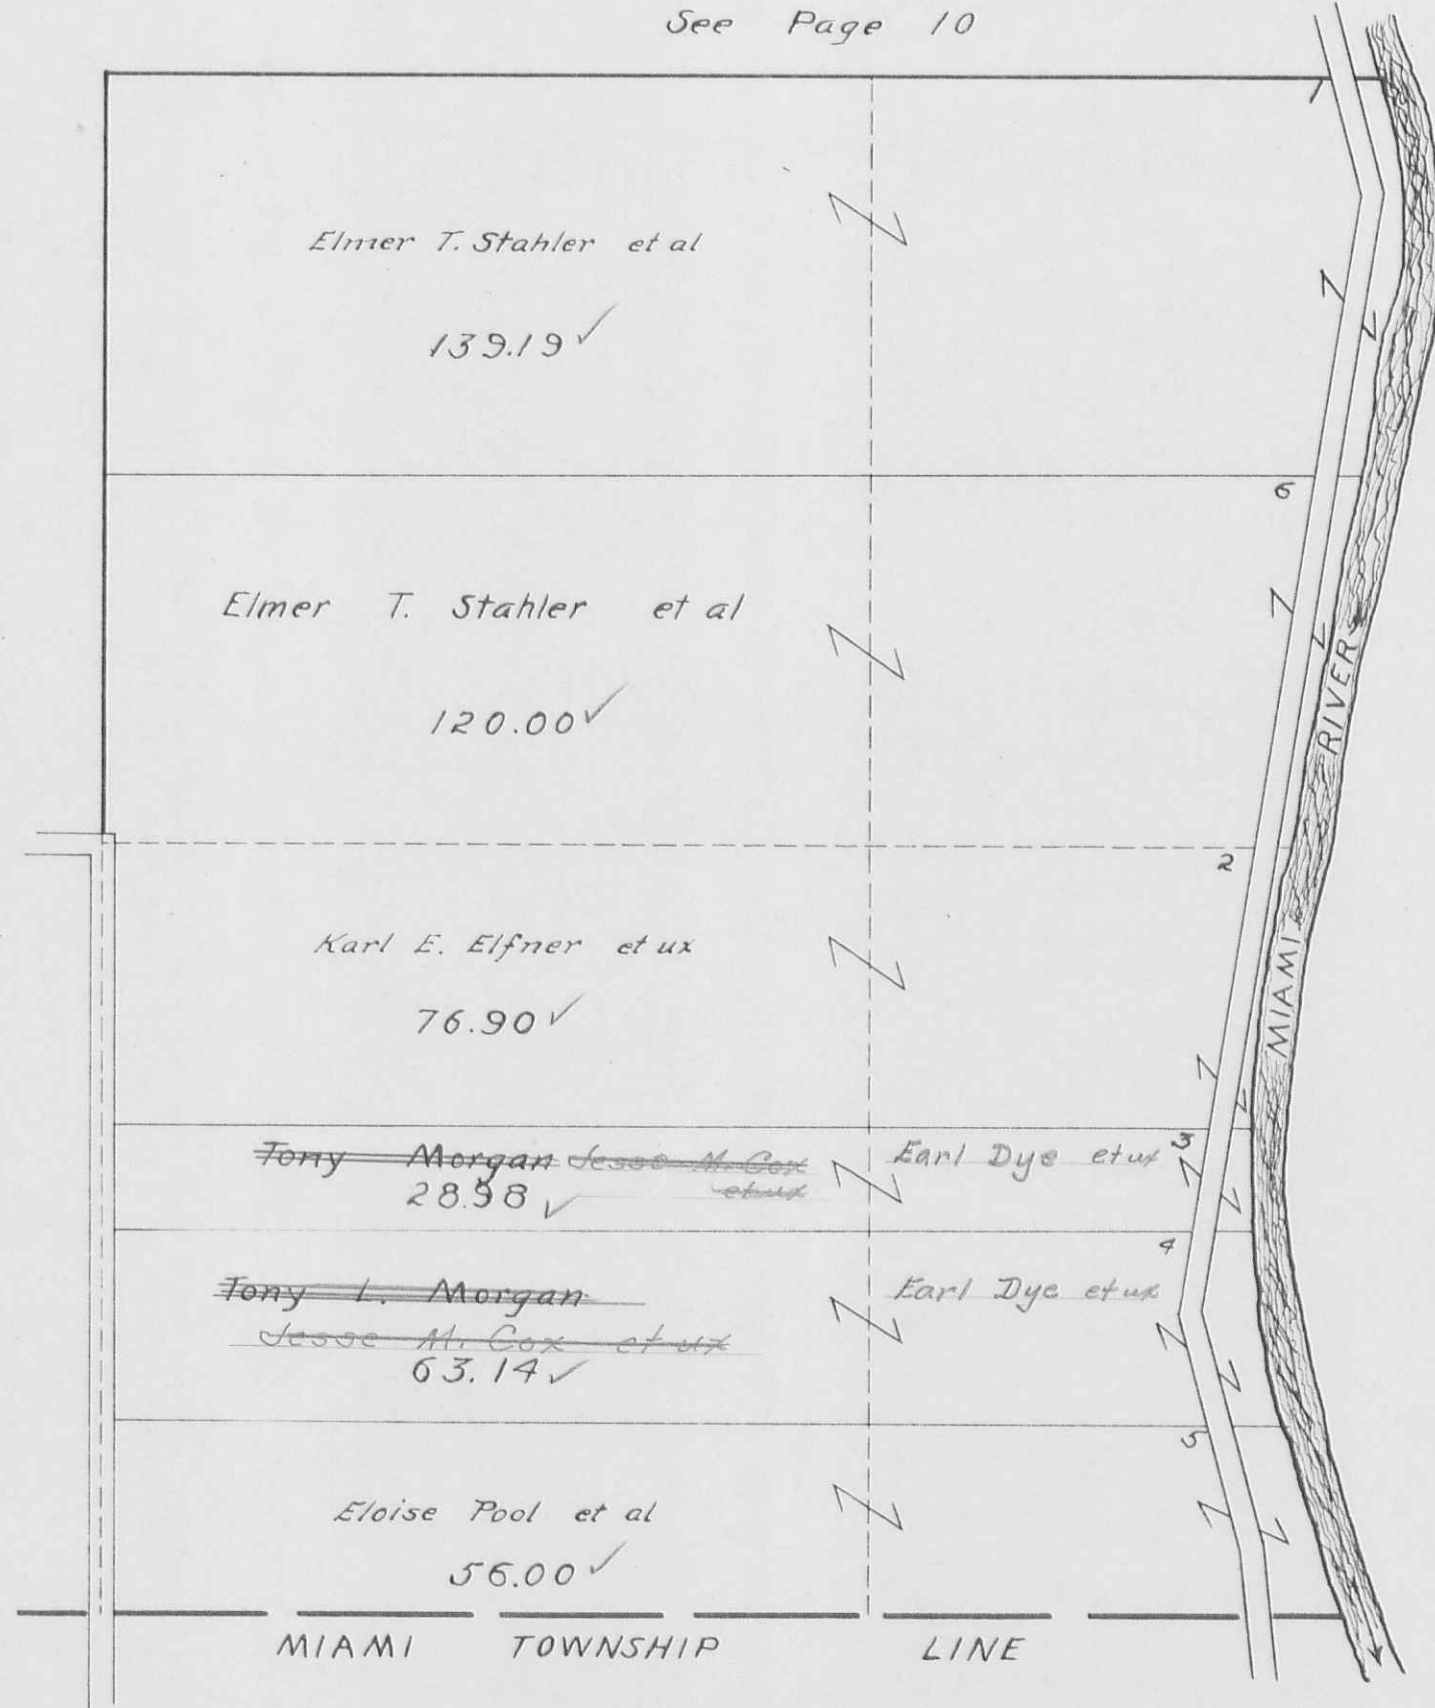 See Page 10
1
Elmer T. Stahler et al
139.19 ✓
6
Elmer T. Stahler et al
120.00 ✓
2
Karl E. Elfner et ux
76.90 ✓
Tony Morgan Jesse M. Cox
et ux
28.98 ✓
Earl Dye et ux
3
4
Tony L. Morgan
Jesse M. Cox et ux
63.14 ✓
Earl Dye et ux
5
Eloise Pool et al
56.00 ✓
MIAMI RIVER
MIAMI TOWNSHIP LINE